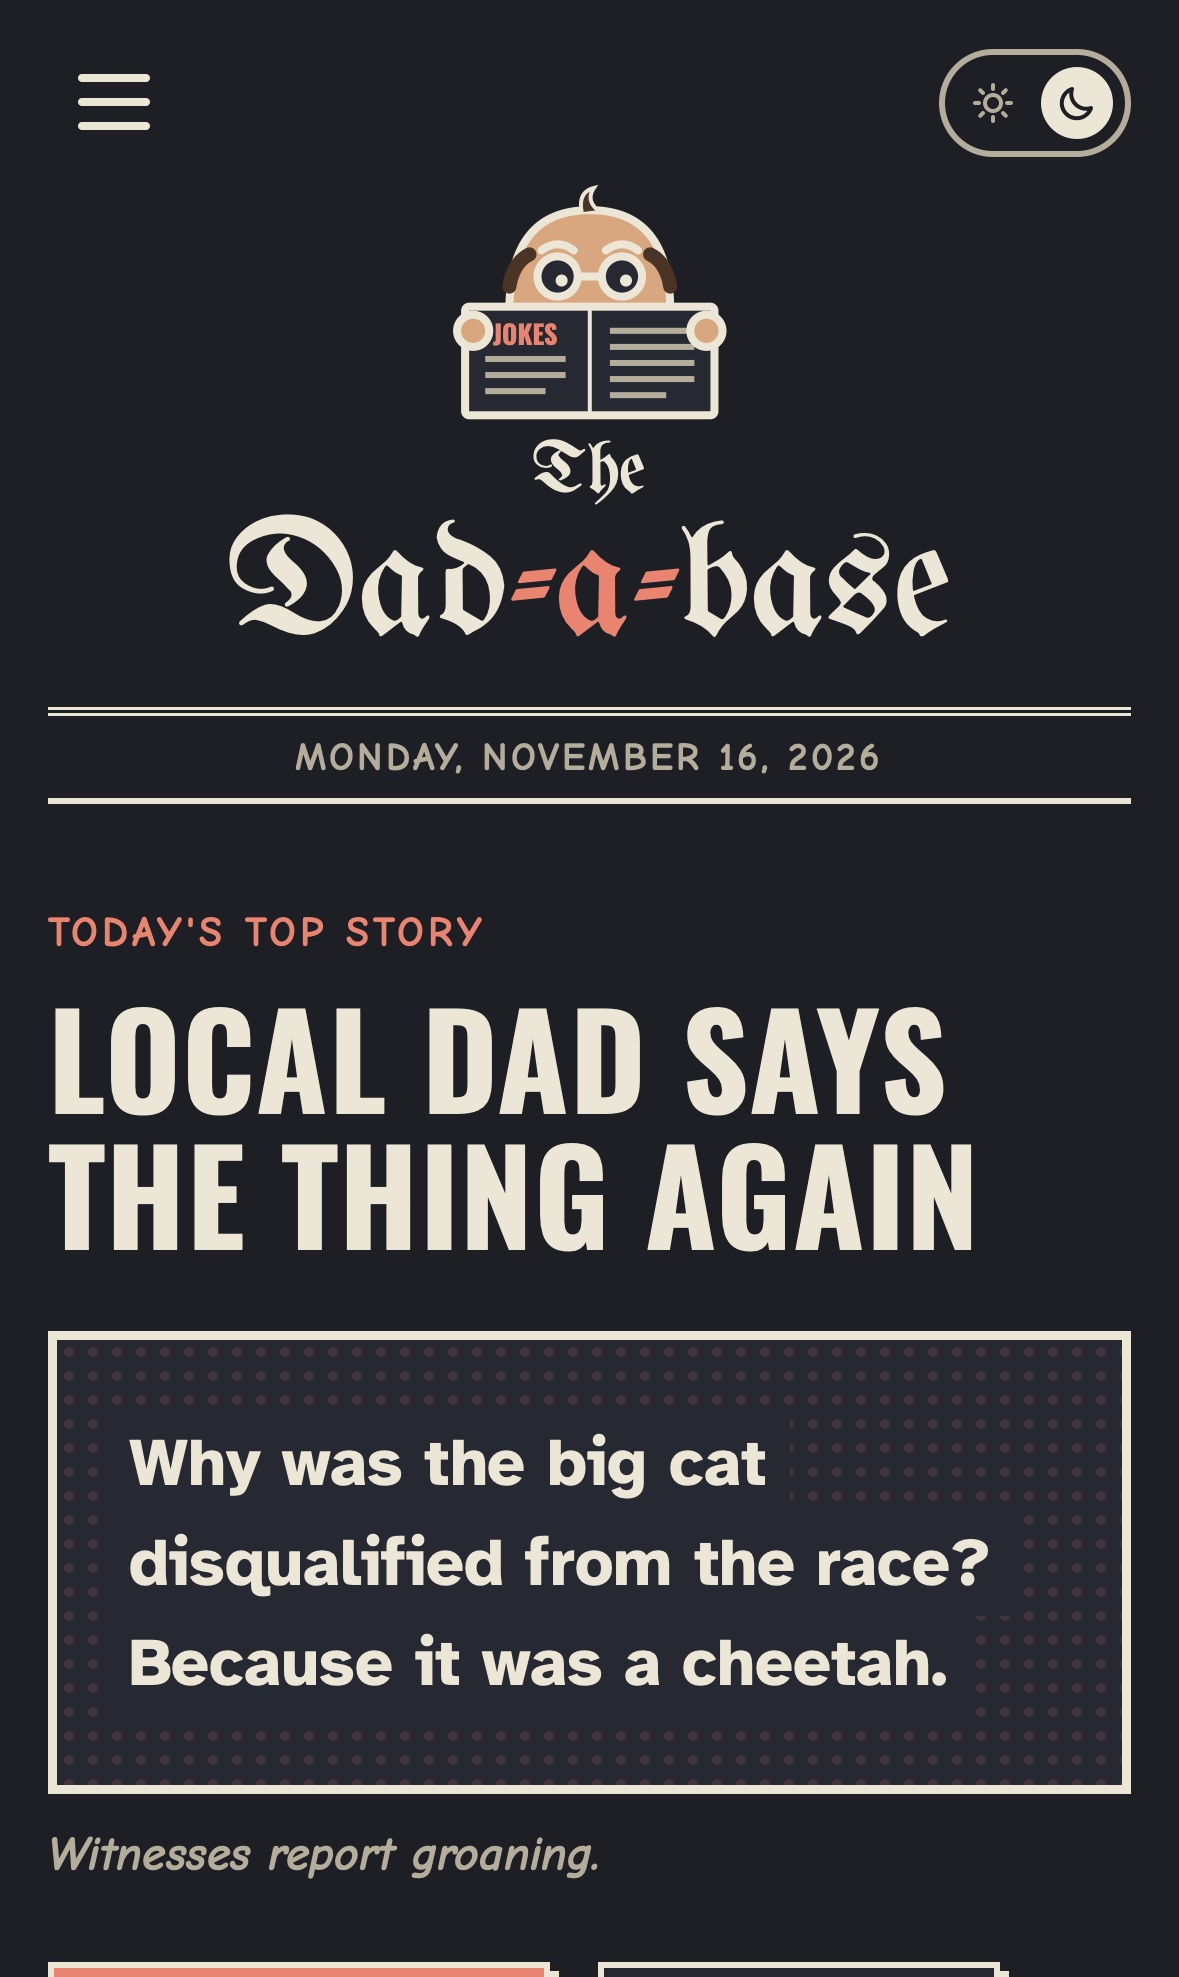 JOKES
The
Dad-a-base
MONDAY, NOVEMBER 16, 2026
TODAY'S TOP STORY
LOCAL DAD SAYS
THE THING AGAIN
Why was the big cat
disqualified from the race?
Because it was a cheetah.
Witnesses report groaning.